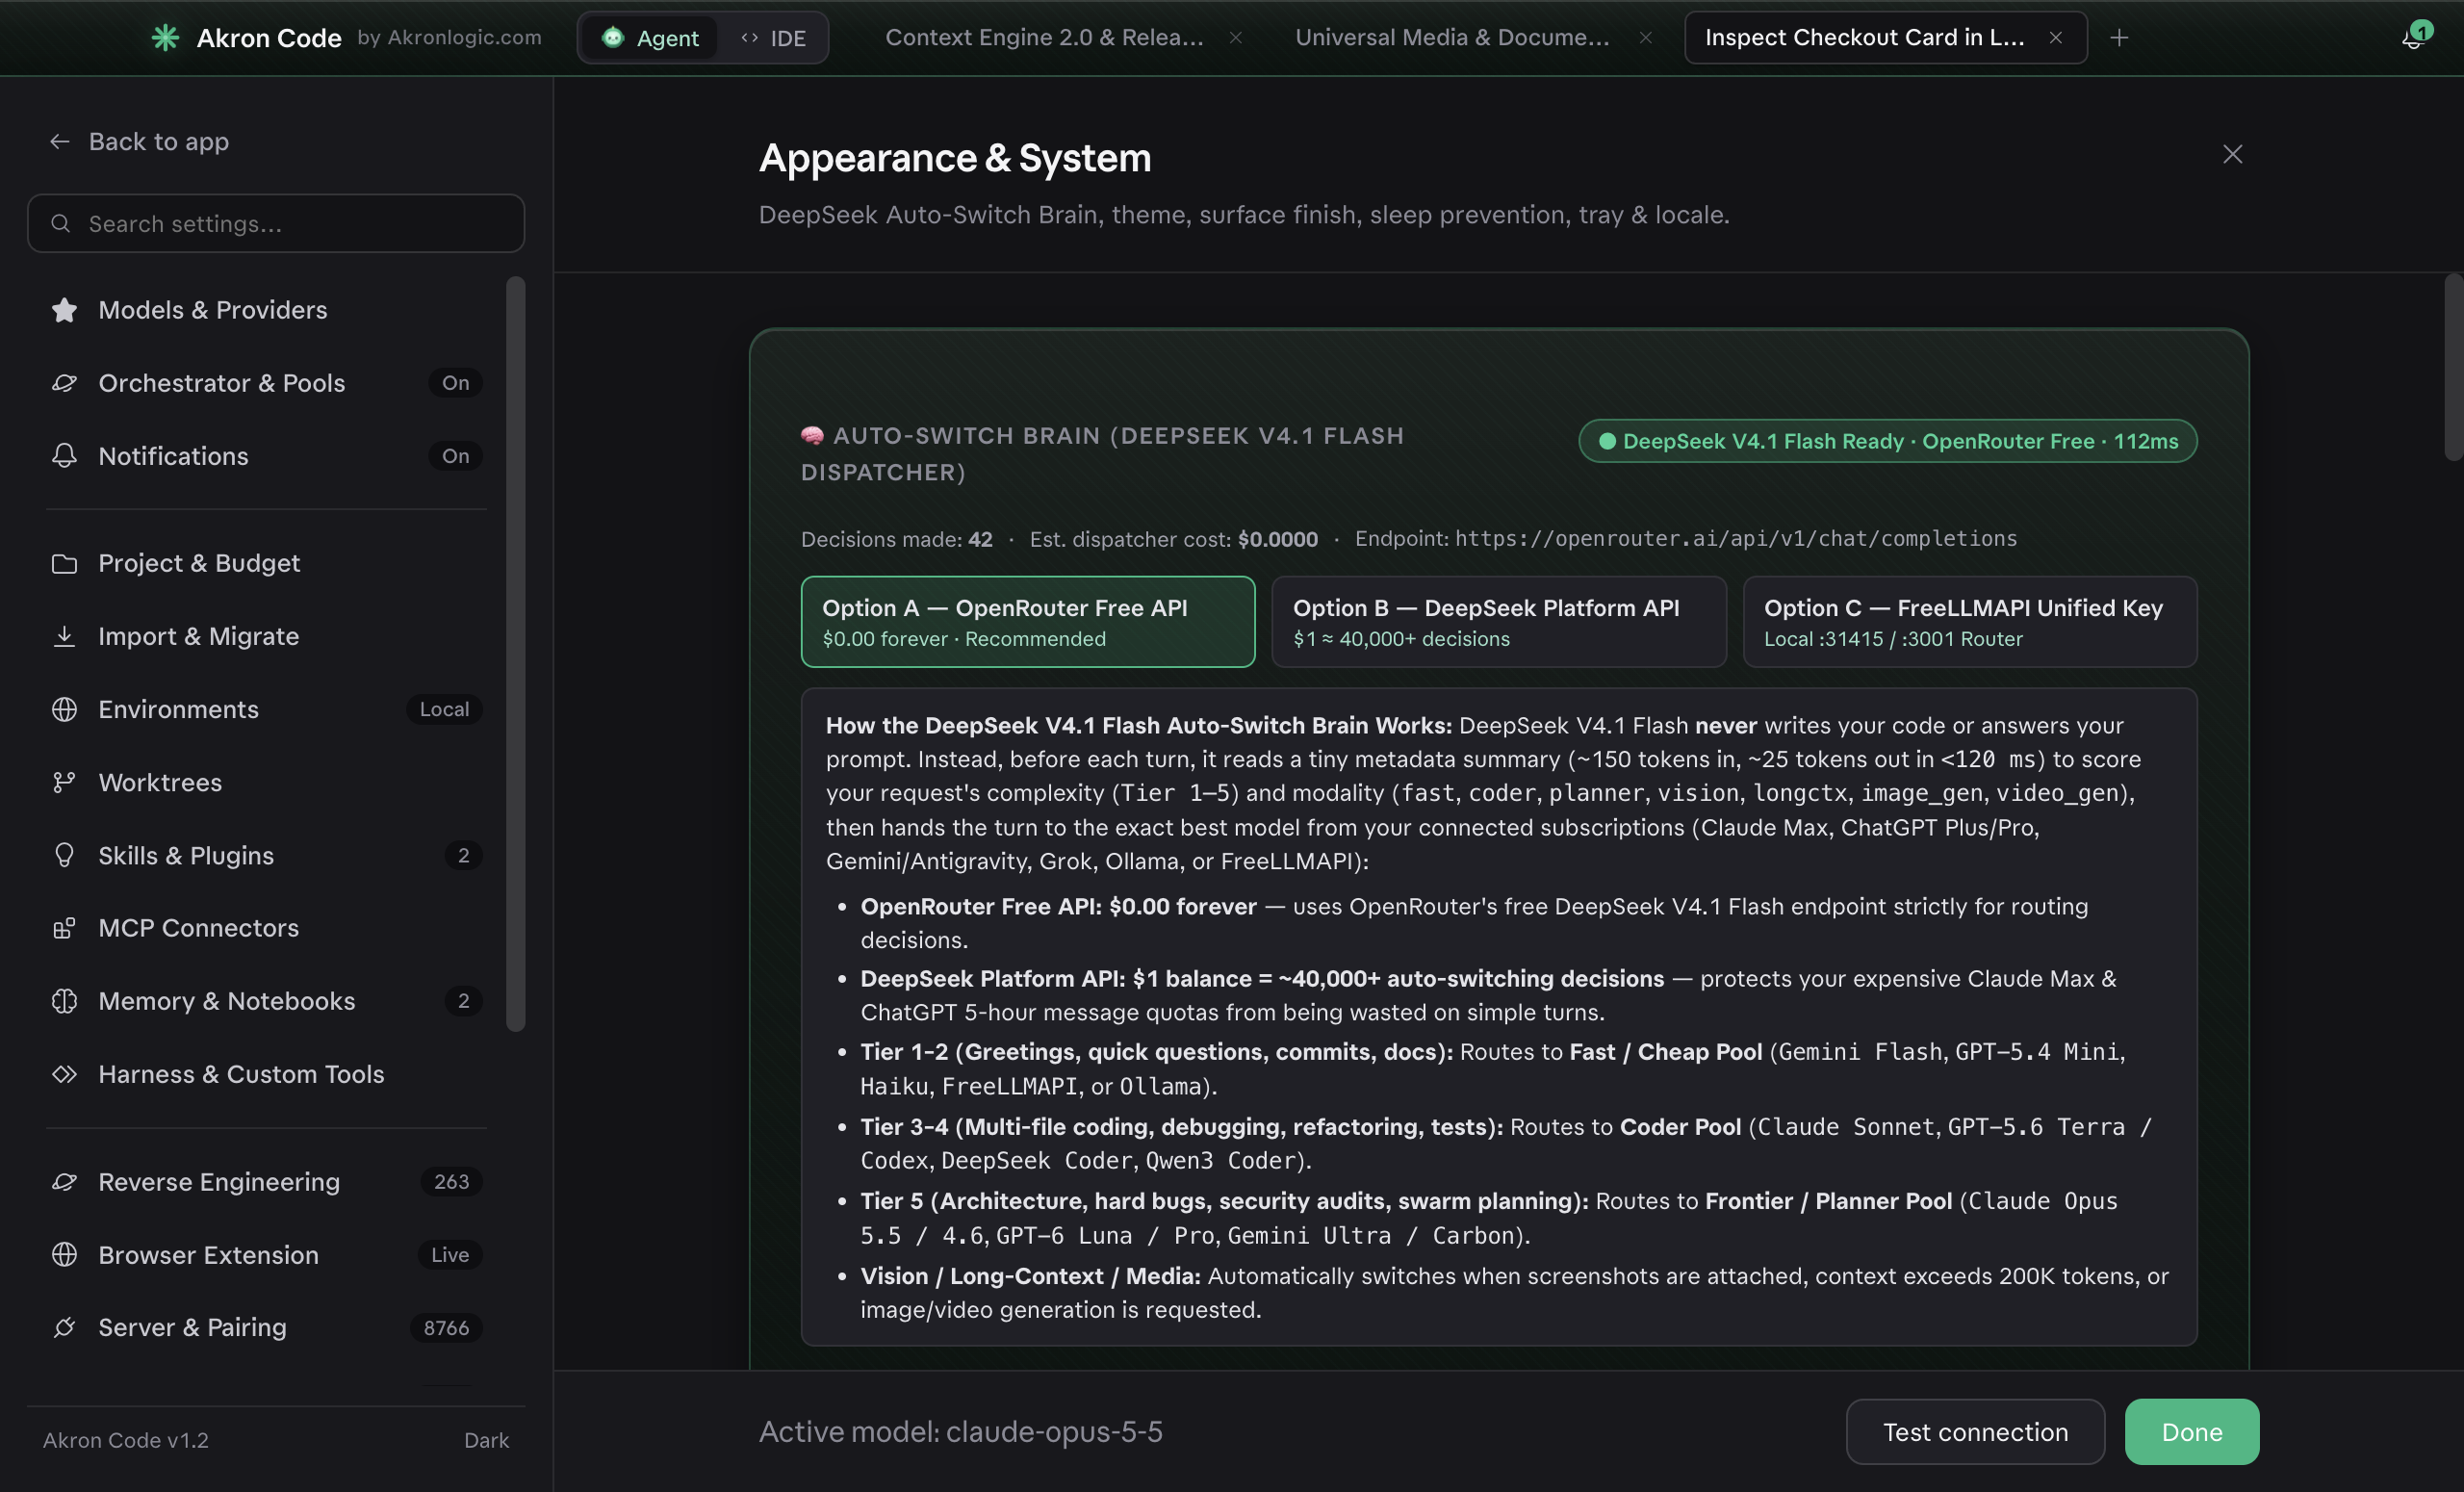 Akron Code by Akronlogic.com
Agent
IDE
Context Engine 2.0 & Relea...
Universal Media & Docume...
Inspect Checkout Card in L...
1
Back to app
Search settings...
Models & Providers
Orchestrator & Pools On
Notifications On
Project & Budget
Import & Migrate
Environments Local
Worktrees
Skills & Plugins 2
MCP Connectors
Memory & Notebooks 2
Harness & Custom Tools
Reverse Engineering 263
Browser Extension Live
Server & Pairing 8766
Akron Code v1.2 Dark
Appearance & System
DeepSeek Auto-Switch Brain, theme, surface finish, sleep prevention, tray & locale.
AUTO-SWITCH BRAIN (DEEPSEEK V4.1 FLASH
DISPATCHER)
DeepSeek V4.1 Flash Ready · OpenRouter Free · 112ms
Decisions made: 42 · Est. dispatcher cost: $0.0000 · Endpoint: https://openrouter.ai/api/v1/chat/completions
Option A — OpenRouter Free API
$0.00 forever · Recommended
Option B — DeepSeek Platform API
$1 ≈ 40,000+ decisions
Option C — FreeLLMAPI Unified Key
Local :31415 / :3001 Router
How the DeepSeek V4.1 Flash Auto-Switch Brain Works: DeepSeek V4.1 Flash never writes your code or answers your
prompt. Instead, before each turn, it reads a tiny metadata summary (~150 tokens in, ~25 tokens out in <120 ms) to score
your request's complexity (Tier 1–5) and modality (fast, coder, planner, vision, longctx, image_gen, video_gen),
then hands the turn to the exact best model from your connected subscriptions (Claude Max, ChatGPT Plus/Pro,
Gemini/Antigravity, Grok, Ollama, or FreeLLMAPI):
• OpenRouter Free API: $0.00 forever — uses OpenRouter's free DeepSeek V4.1 Flash endpoint strictly for routing
decisions.
• DeepSeek Platform API: $1 balance = ~40,000+ auto-switching decisions — protects your expensive Claude Max &
ChatGPT 5-hour message quotas from being wasted on simple turns.
• Tier 1-2 (Greetings, quick questions, commits, docs): Routes to Fast / Cheap Pool (Gemini Flash, GPT-5.4 Mini,
Haiku, FreeLLMAPI, or Ollama).
• Tier 3-4 (Multi-file coding, debugging, refactoring, tests): Routes to Coder Pool (Claude Sonnet, GPT-5.6 Terra /
Codex, DeepSeek Coder, Qwen3 Coder).
• Tier 5 (Architecture, hard bugs, security audits, swarm planning): Routes to Frontier / Planner Pool (Claude Opus
5.5 / 4.6, GPT-6 Luna / Pro, Gemini Ultra / Carbon).
• Vision / Long-Context / Media: Automatically switches when screenshots are attached, context exceeds 200K tokens, or
image/video generation is requested.
Active model: claude-opus-5-5
Test connection
Done